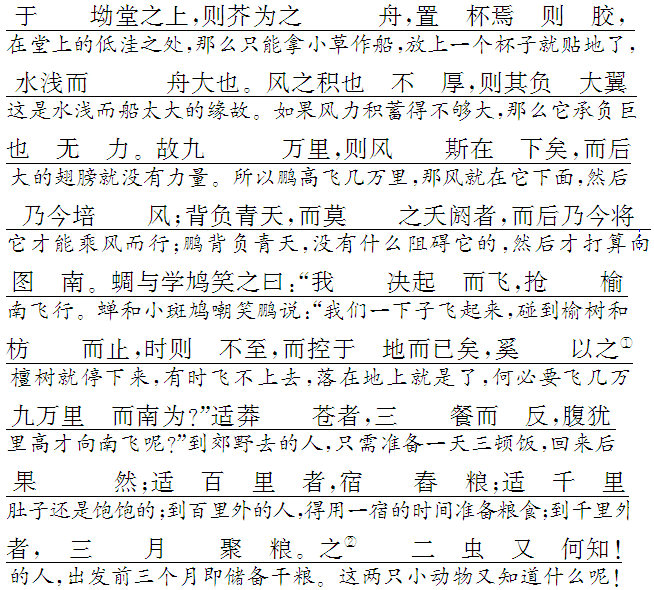 于 坳堂之上,则芥为之 舟,置 杯焉 则 胶,
在堂上的低洼之处,那么只能拿小草作船,放上一个杯子就贴地了,
水浅而 舟大也。风之积也 不 厚,则其负 大翼
这是水浅而船太大的缘故。如果风力积蓄得不够大,那么它承负巨
也 无 力。故九 万里,则风 斯在 下矣,而后
大的翅膀就没有力量。所以鹏高飞几万里,那风就在它下面,然后
乃今培 风;背负青天,而莫 之夭阏者,而后乃今将
它才能乘风而行;鹏背负青天,没有什么阻碍它的,然后才打算向
图 南。蜩与学鸠笑之曰:“我 决起 而飞,抢 榆
南飞行。蝉和小斑鸠嘲笑鹏说:“我们一下子飞起来,碰到榆树和
枋 而止,时则 不至,而控于 地而已矣,奚 以之①
檀树就停下来,有时飞不上去,落在地上就是了,何必要飞几万
九万里 而南为?”适莽 苍者,三 餐而 反,腹犹
里高才向南飞呢?”到郊野去的人,只需准备一天三顿饭,回来后
果 然;适 百 里 者,宿 舂 粮;适 千 里
肚子还是饱饱的;到百里外的人,得用一宿的时间准备粮食;到千里外
者, 三 月 聚 粮。之② 二 虫 又 何知!
的人,出发前三个月即储备干粮。这两只小动物又知道什么呢!